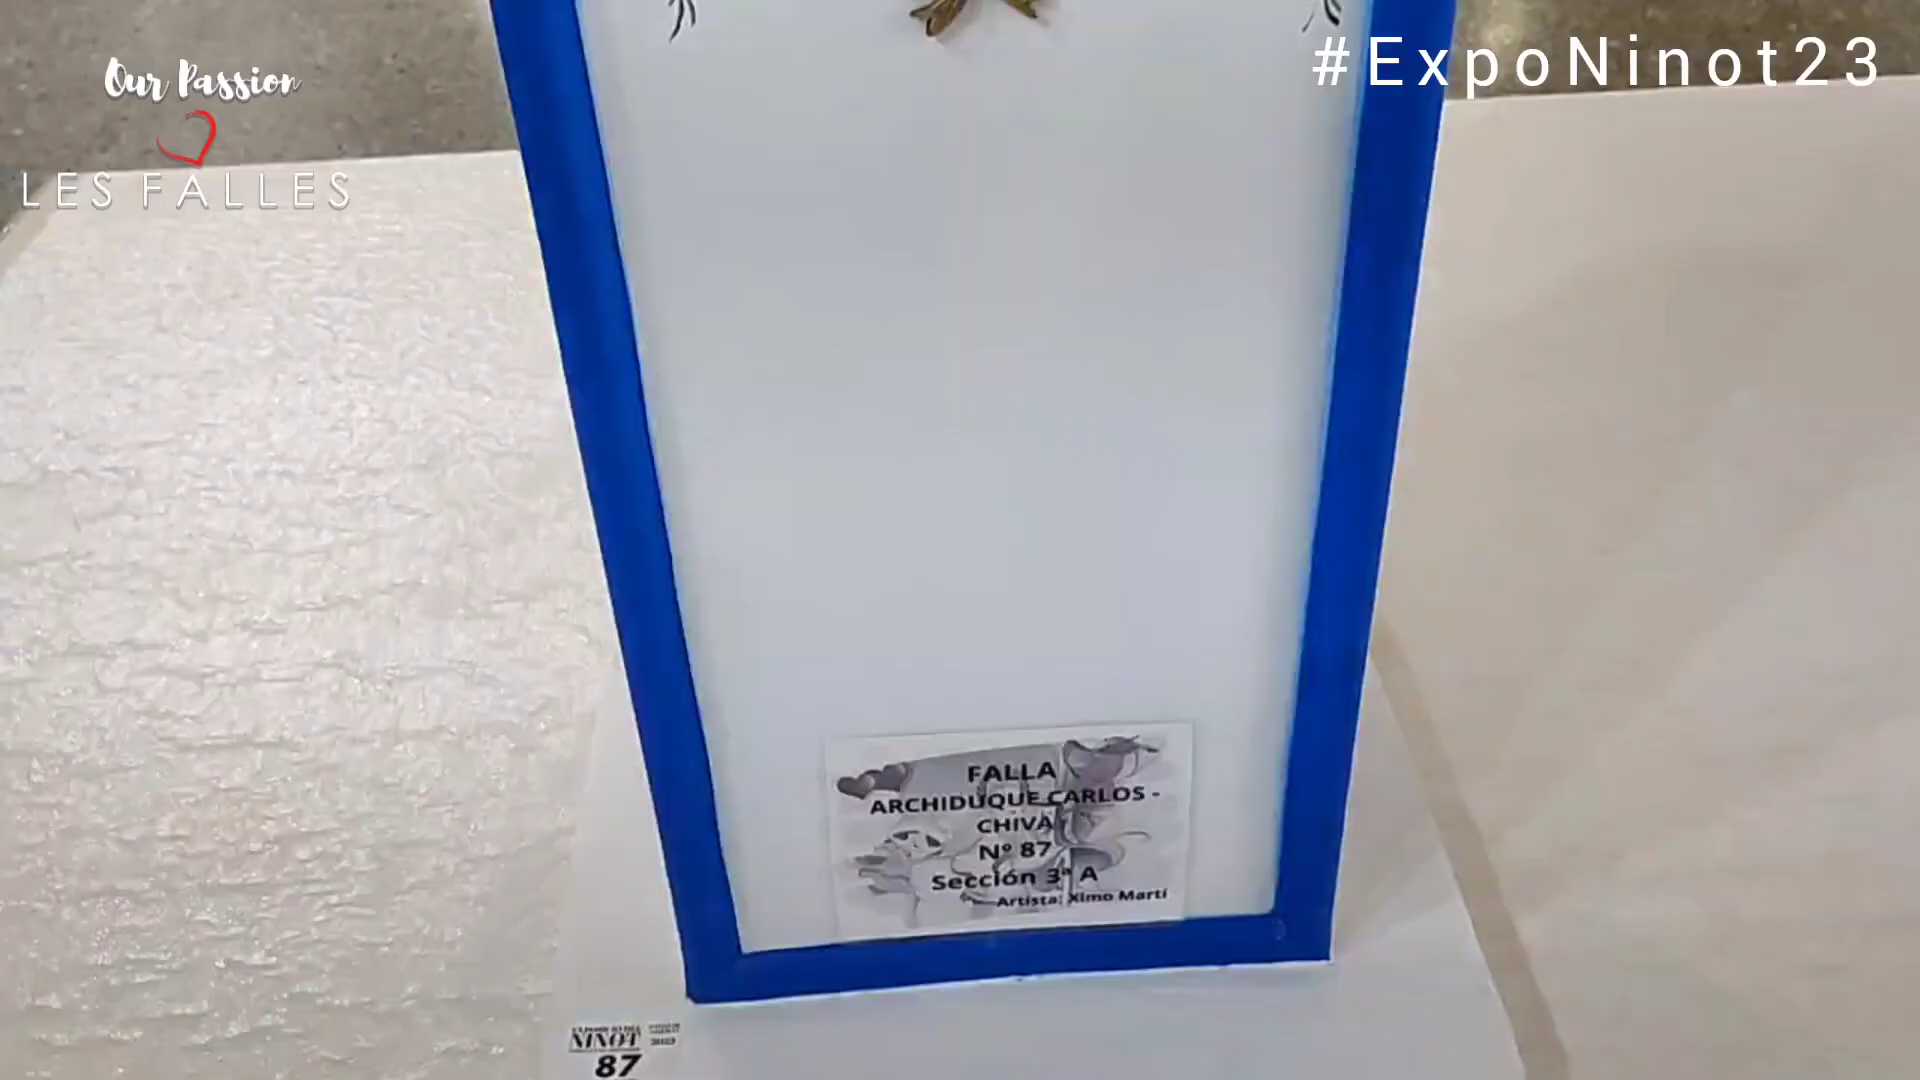 Our Passion
LES FALLES
#ExpoNinot23
FALLA
ARCHIDUQUE CARLOS -
CHIVA
Nº 87
Sección 3ª A
Artista: Ximo Martí
NINOT
87